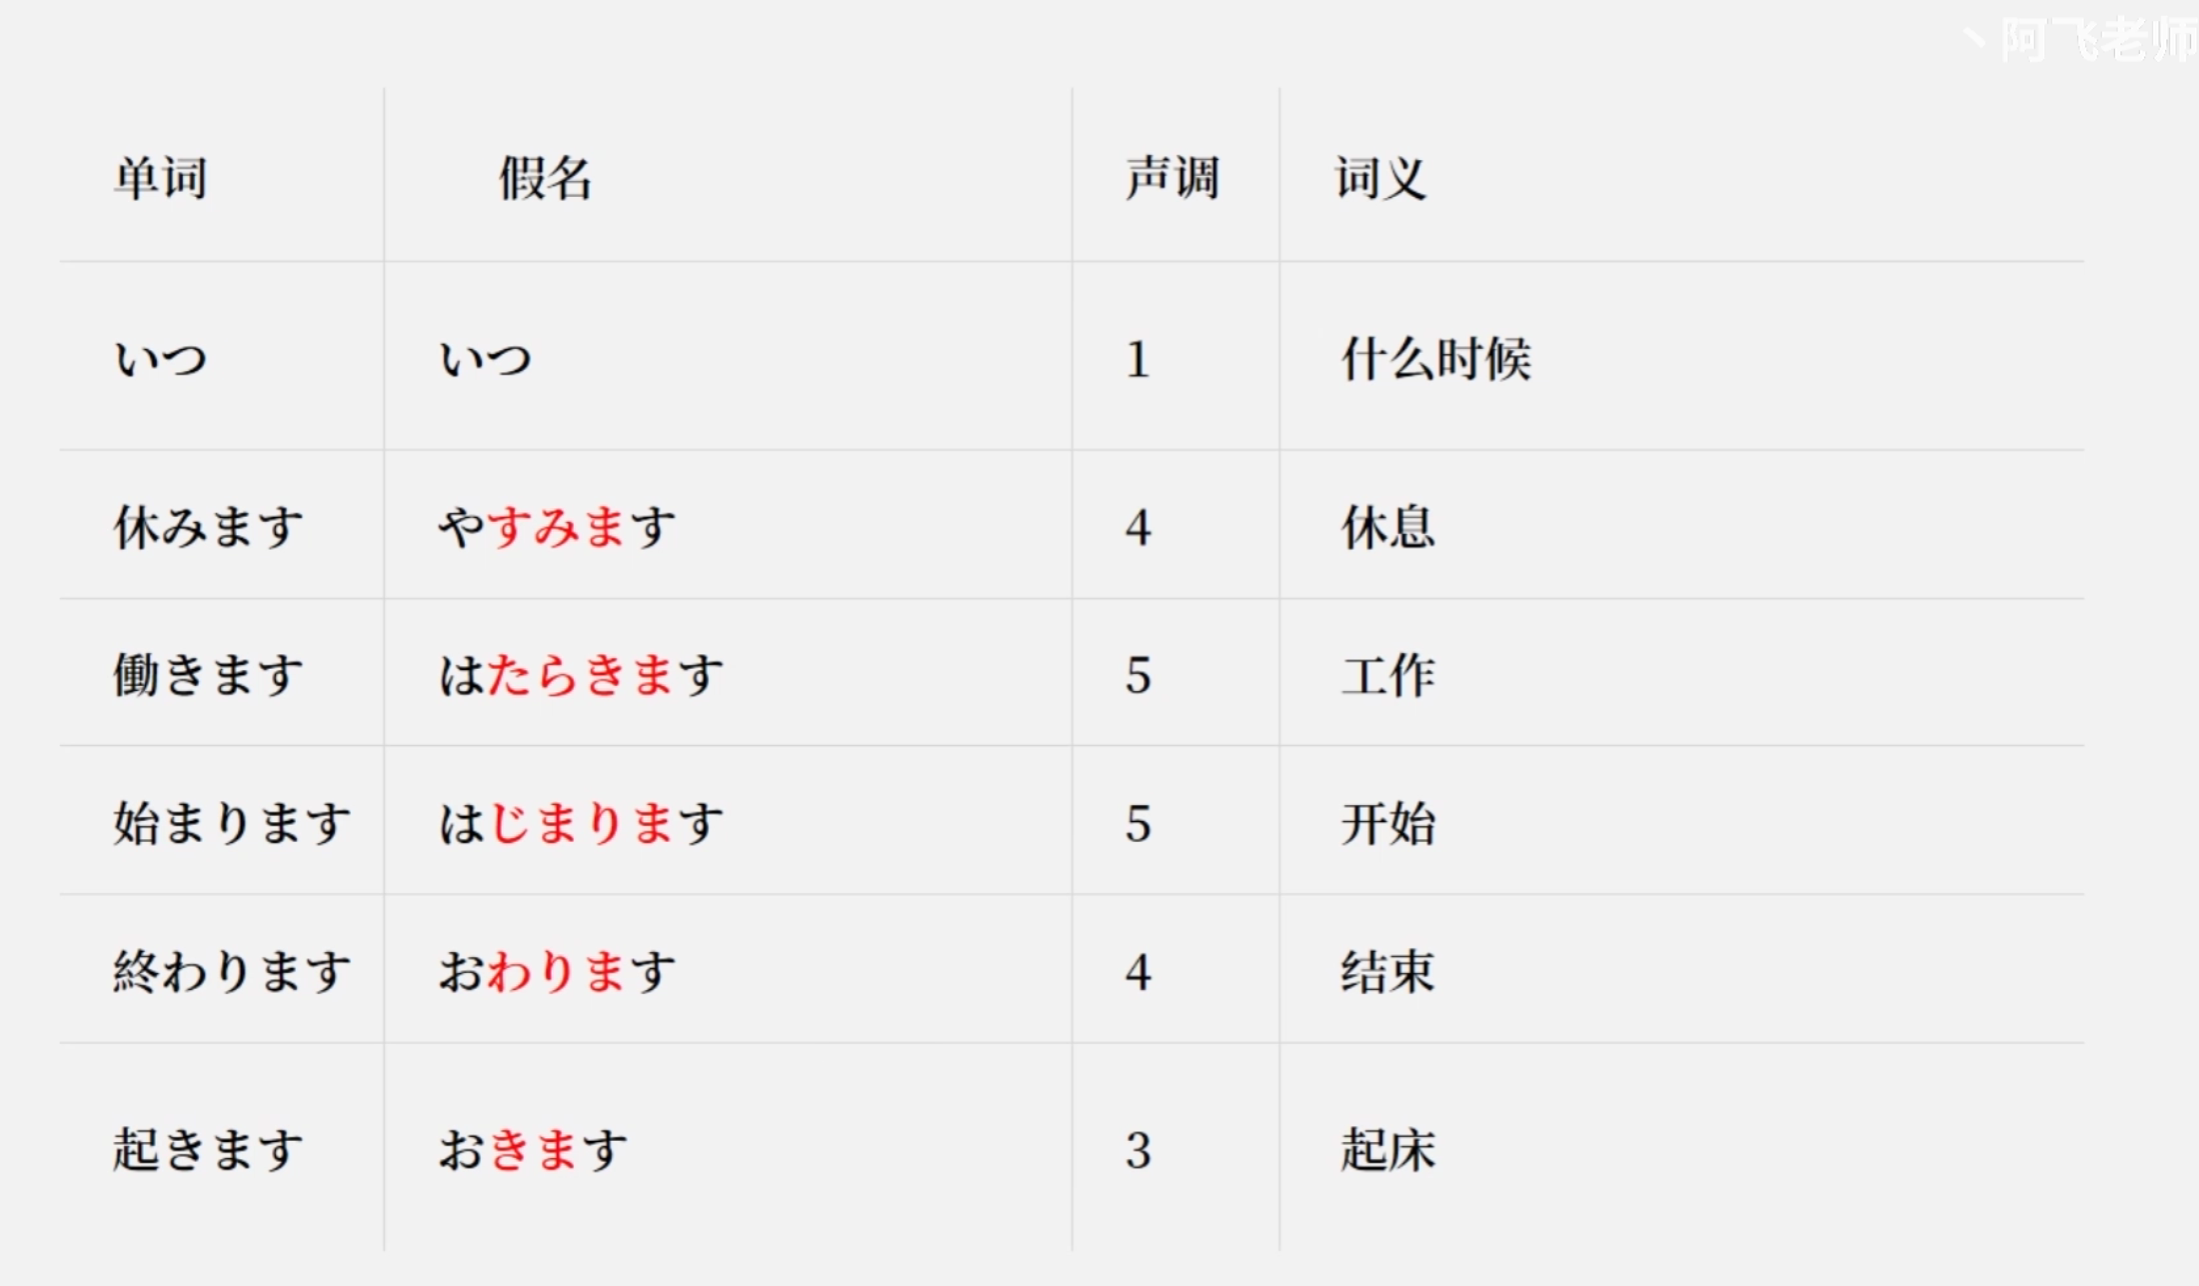 丶阿飞老师
单词 假名 声调 词义
いつ いつ 1 什么时候
休みます やすみます 4 休息
働きます はたらきます 5 工作
始まります はじまります 5 开始
終わります おわります 4 结束
起きます おきます 3 起床